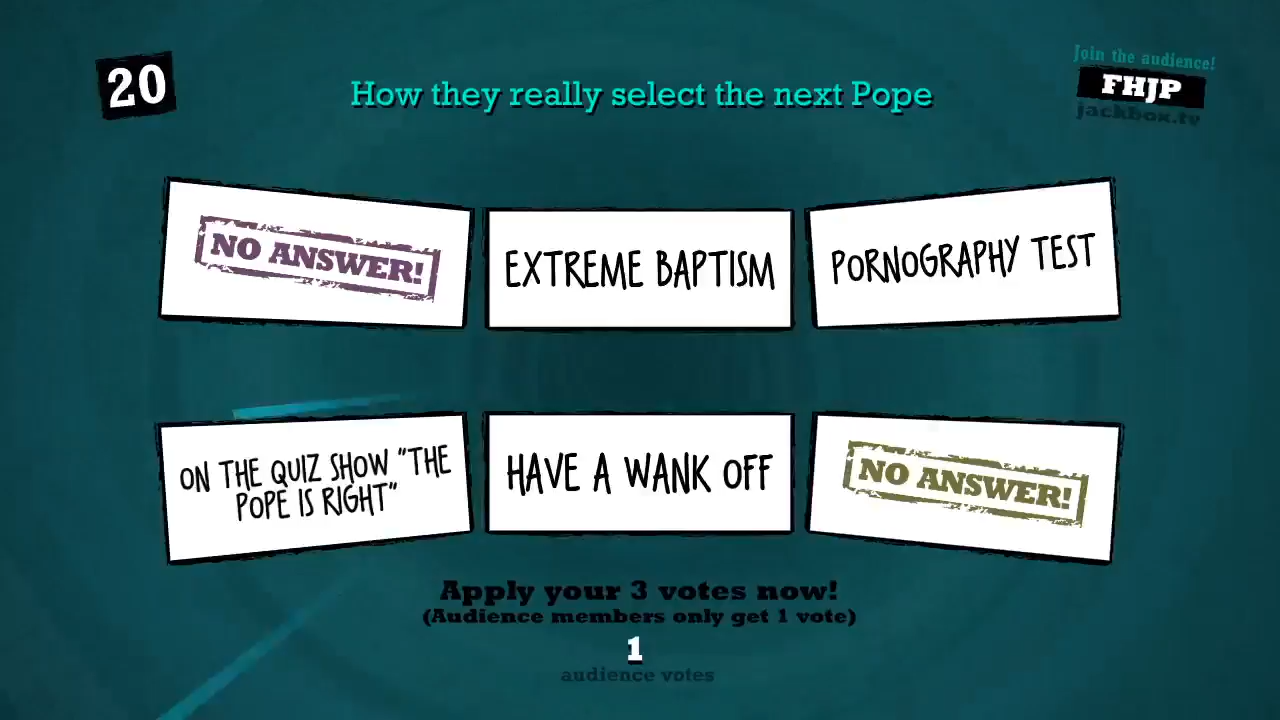 20
How they really select the next Pope
Join the audience!
FHJP
jackbox.tv
NO ANSWER!
EXTREME BAPTISM
PORNOGRAPHY TEST
ON THE QUIZ SHOW "THE
POPE IS RIGHT"
HAVE A WANK OFF
NO ANSWER!
Apply your 3 votes now!
(Audience members only get 1 vote)
1
audience votes